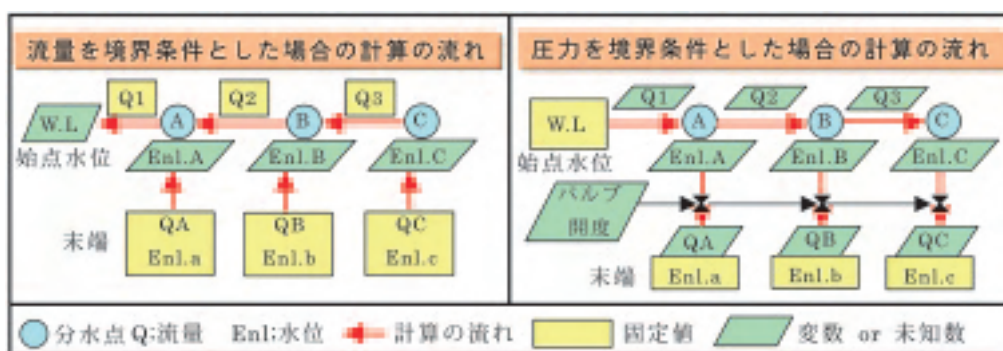 流量を境界条件とした場合の計算の流れ
Q1 Q2 Q3
W.L A B C
始点水位 Enl.A Enl.B Enl.C
末端
QA QB QC
Enl.a Enl.b Enl.c
圧力を境界条件とした場合の計算の流れ
Q1 Q2 Q3
W.L A B C
始点水位 Enl.A Enl.B Enl.C
バルブ
開度
QA QB QC
末端 Enl.a Enl.b Enl.c
分水点 Q;流量 Enl;水位 計算の流れ 固定値 変数 or 未知数